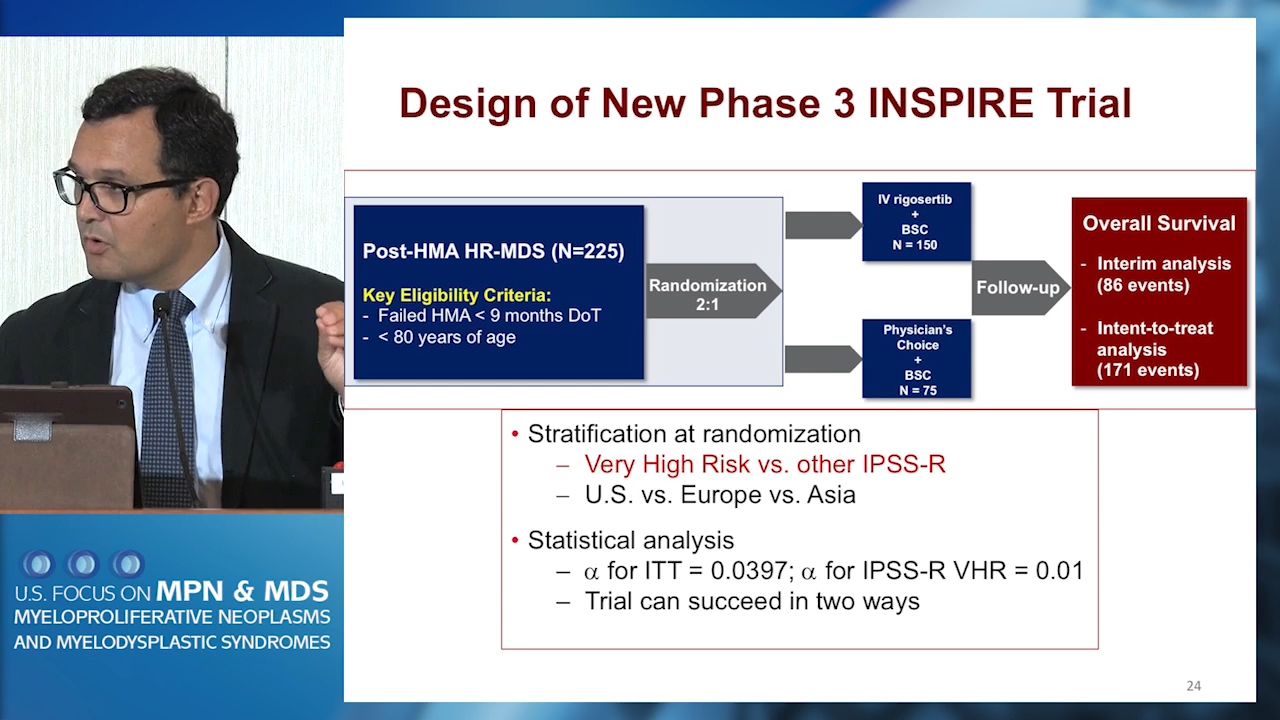 Design of New Phase 3 INSPIRE Trial
Post-HMA HR-MDS (N=225)
Key Eligibility Criteria:
- Failed HMA < 9 months DoT
- < 80 years of age
Randomization
2:1
IV rigosertib
+
BSC
N = 150
Physician's
Choice
+
BSC
N = 75
Follow-up
Overall Survival
- Interim analysis
(86 events)
- Intent-to-treat
analysis
(171 events)
• Stratification at randomization
– Very High Risk vs. other IPSS-R
– U.S. vs. Europe vs. Asia
• Statistical analysis
– α for ITT = 0.0397; α for IPSS-R VHR = 0.01
– Trial can succeed in two ways
24
U.S. FOCUS ON MPN & MDS
MYELOPROLIFERATIVE NEOPLASMS
AND MYELODYSPLASTIC SYNDROMES